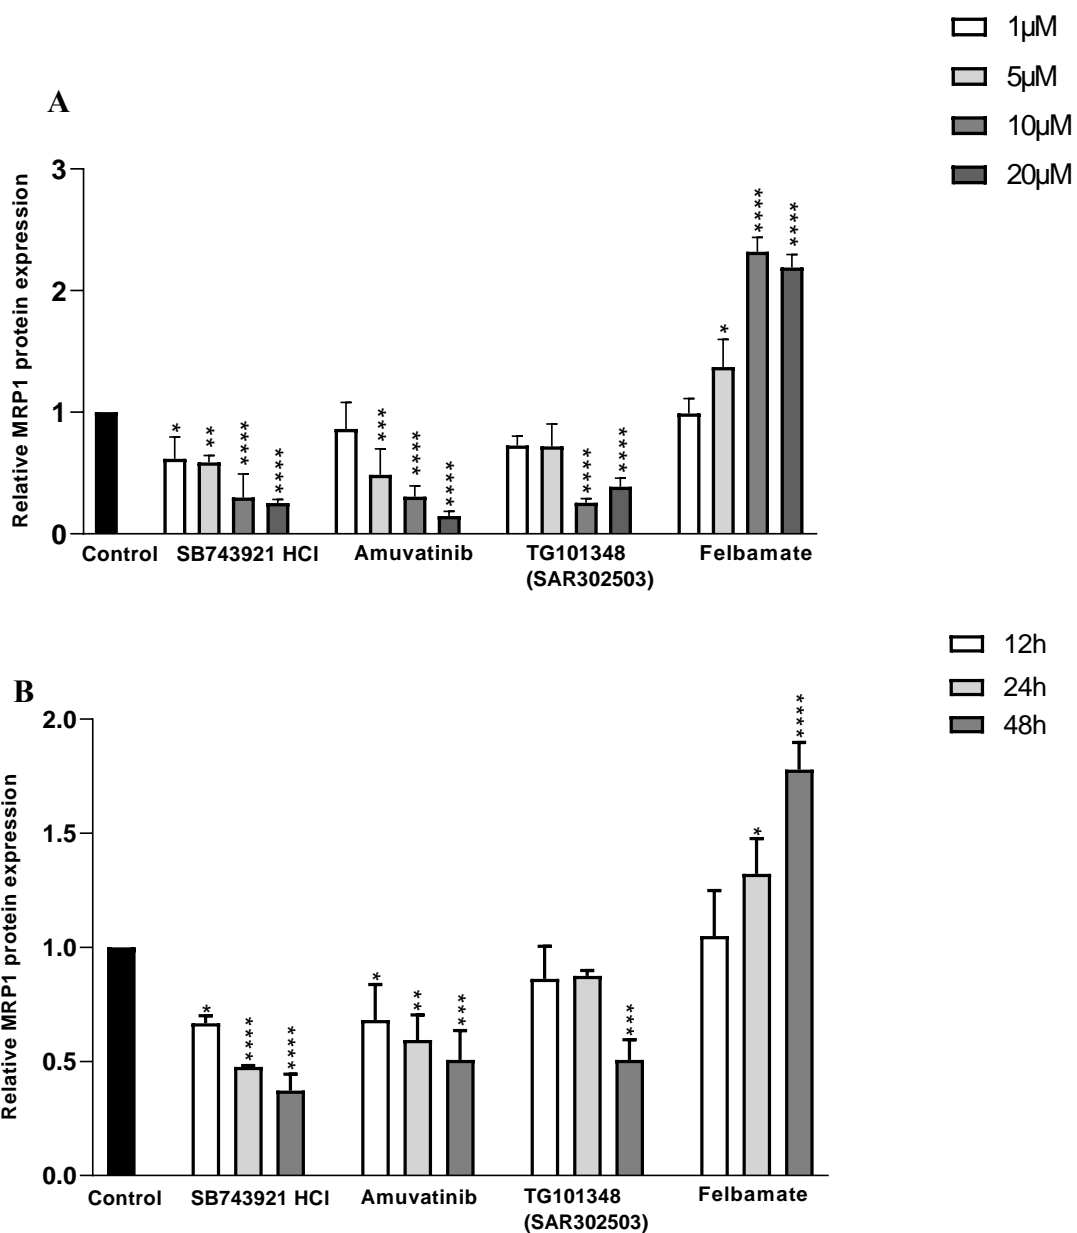 1µM
5µM
10µM
20µM
A
Relative MRP1 protein expression
3
2
1
0
*
**
****
****
***
****
****
****
****
*
****
****
Control
SB743921 HCl
Amuvatinib
TG101348
(SAR302503)
Felbamate
12h
24h
48h
B
Relative MRP1 protein expression
2.0
1.5
1.0
0.5
0.0
*
****
****
*
**
***
***
*
****
Control
SB743921 HCl
Amuvatinib
TG101348
(SAR302503)
Felbamate